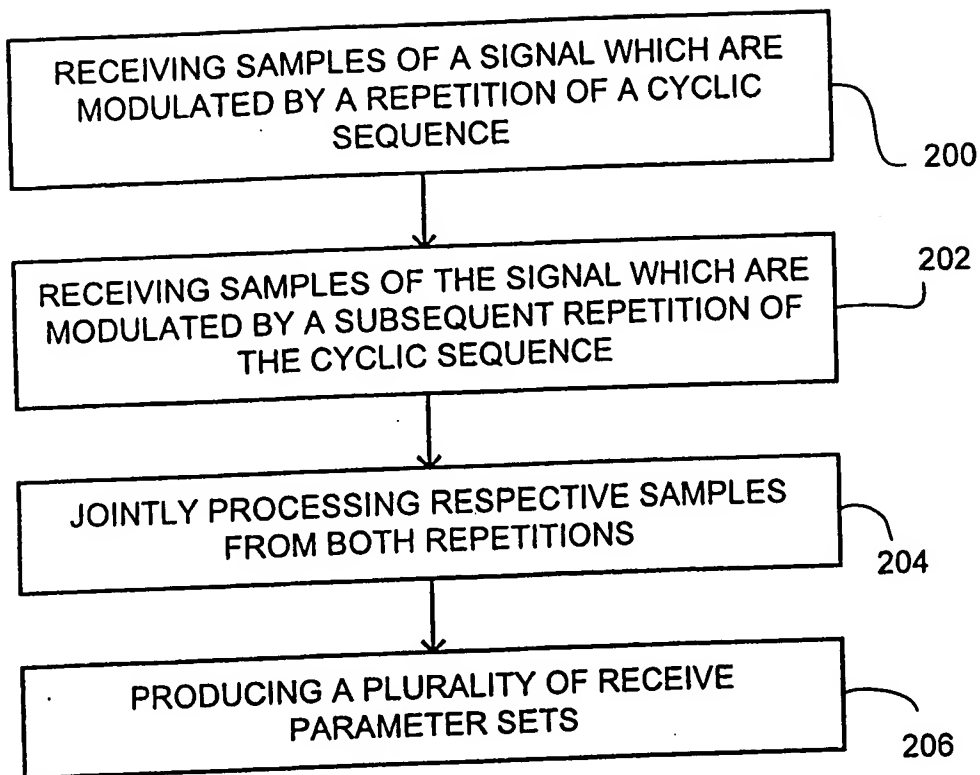 RECEIVING SAMPLES OF A SIGNAL WHICH ARE
MODULATED BY A REPETITION OF A CYCLIC
SEQUENCE
200
RECEIVING SAMPLES OF THE SIGNAL WHICH ARE
MODULATED BY A SUBSEQUENT REPETITION OF
THE CYCLIC SEQUENCE
202
JOINTLY PROCESSING RESPECTIVE SAMPLES
FROM BOTH REPETITIONS
204
PRODUCING A PLURALITY OF RECEIVE
PARAMETER SETS
206